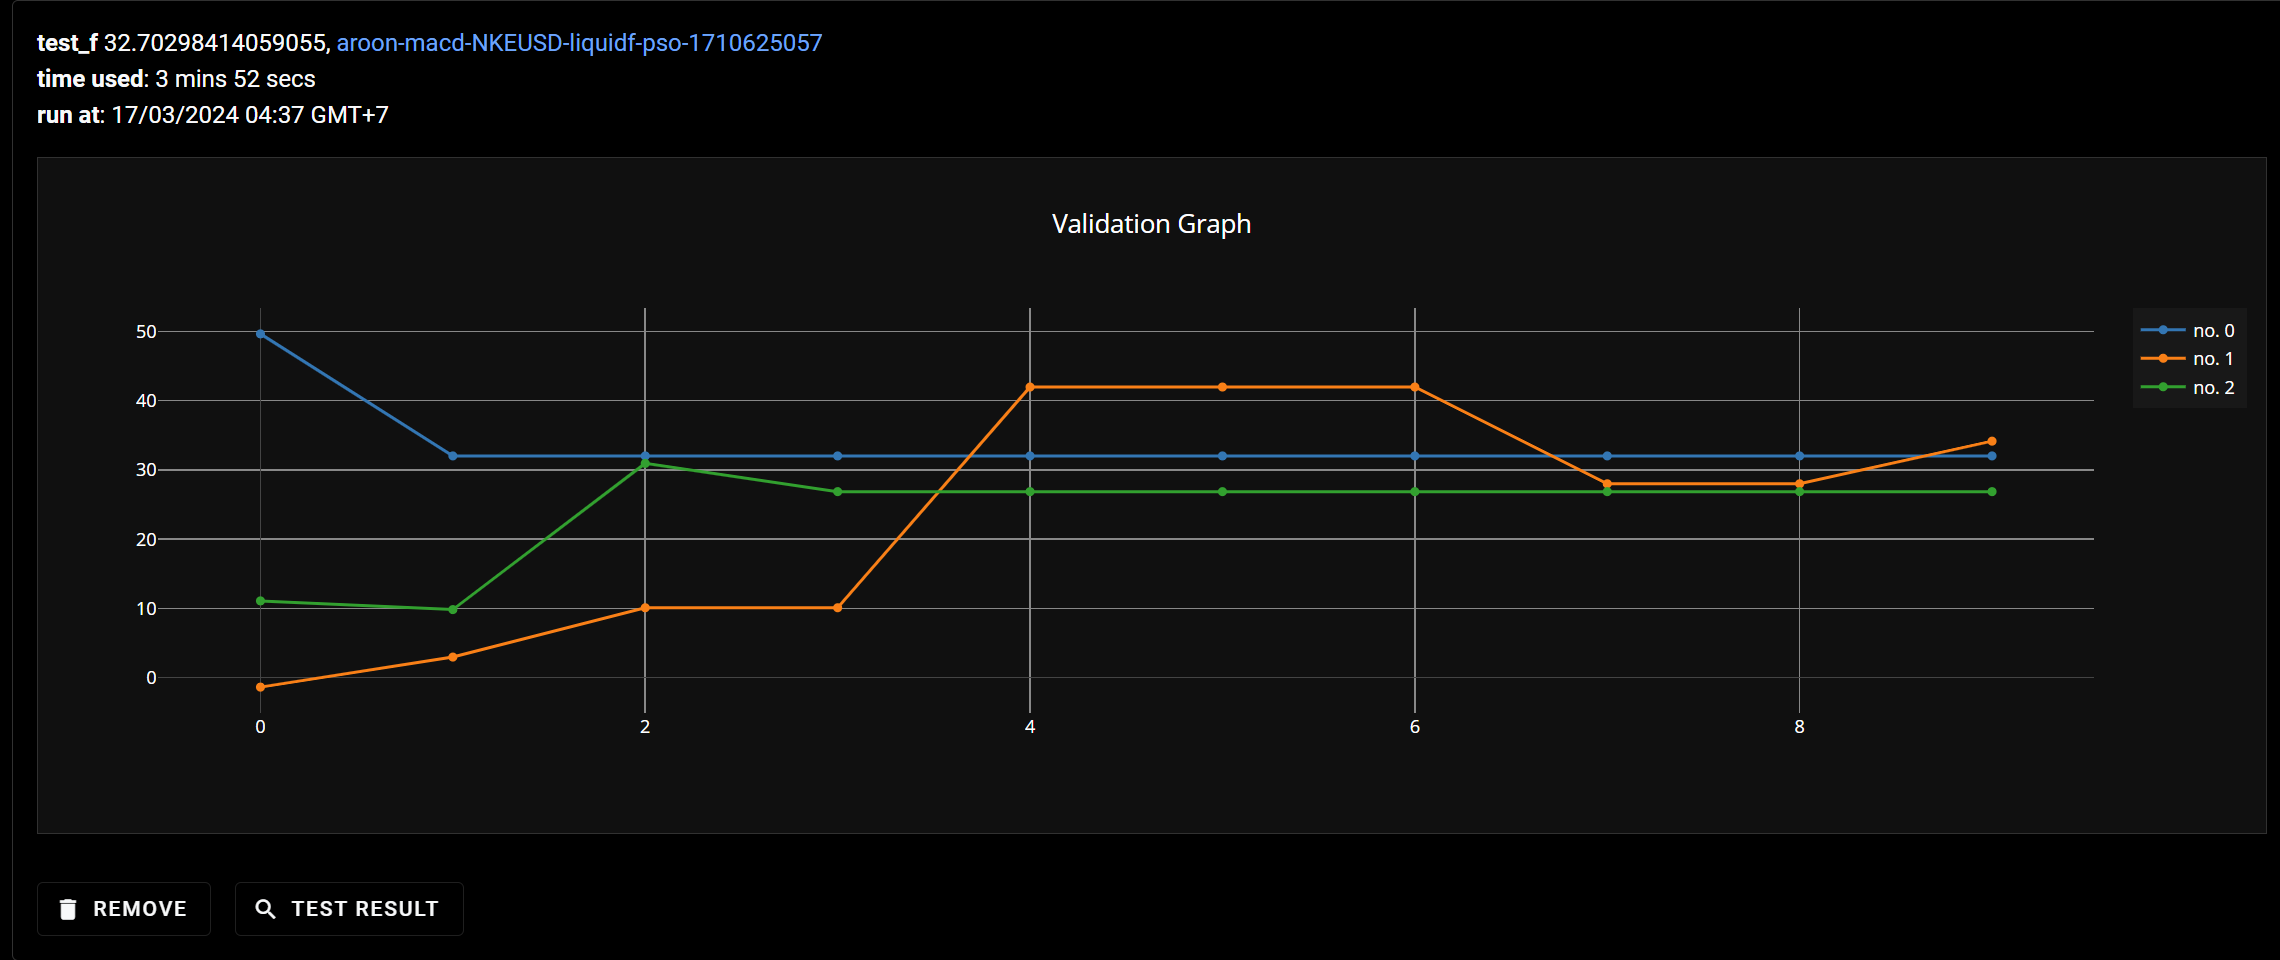 test_f 32.70298414059055, aroon-macd-NKEUSD-liquidf-pso-1710625057
time used: 3 mins 52 secs
run at: 17/03/2024 04:37 GMT+7
Validation Graph
50
40
30
20
10
0
0 2 4 6 8
no. 0
no. 1
no. 2
REMOVE
TEST RESULT